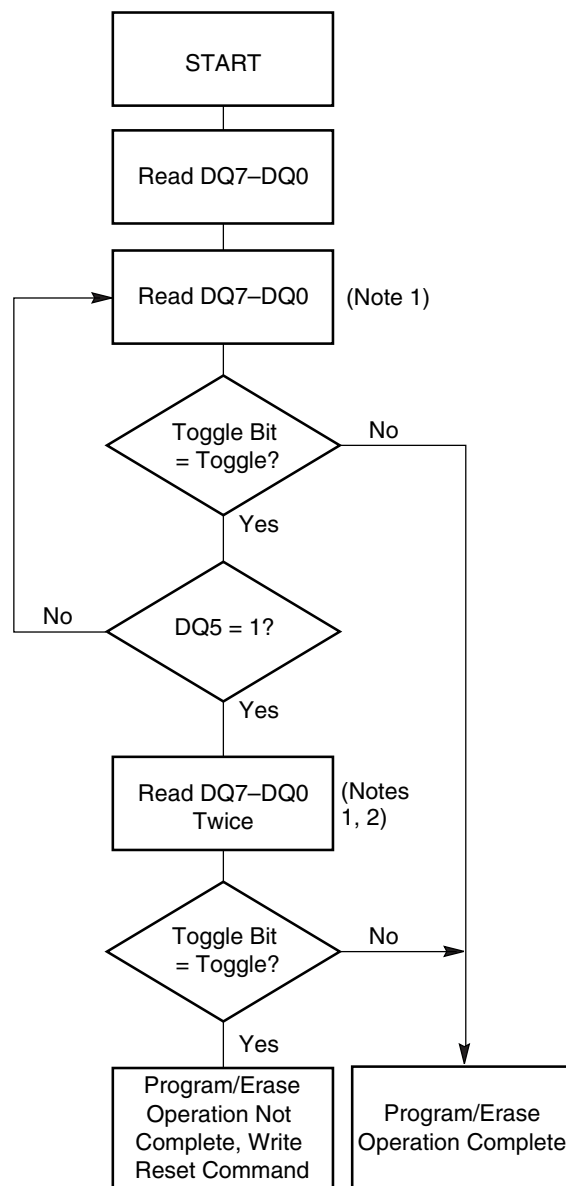 START
Read DQ7–DQ0
Read DQ7–DQ0
(Note 1)
Toggle Bit
= Toggle?
No
Yes
DQ5 = 1?
No
Yes
Read DQ7–DQ0
Twice
(Notes
1, 2)
Toggle Bit
= Toggle?
No
Yes
Program/Erase
Operation Not
Complete, Write
Reset Command
Program/Erase
Operation Complete